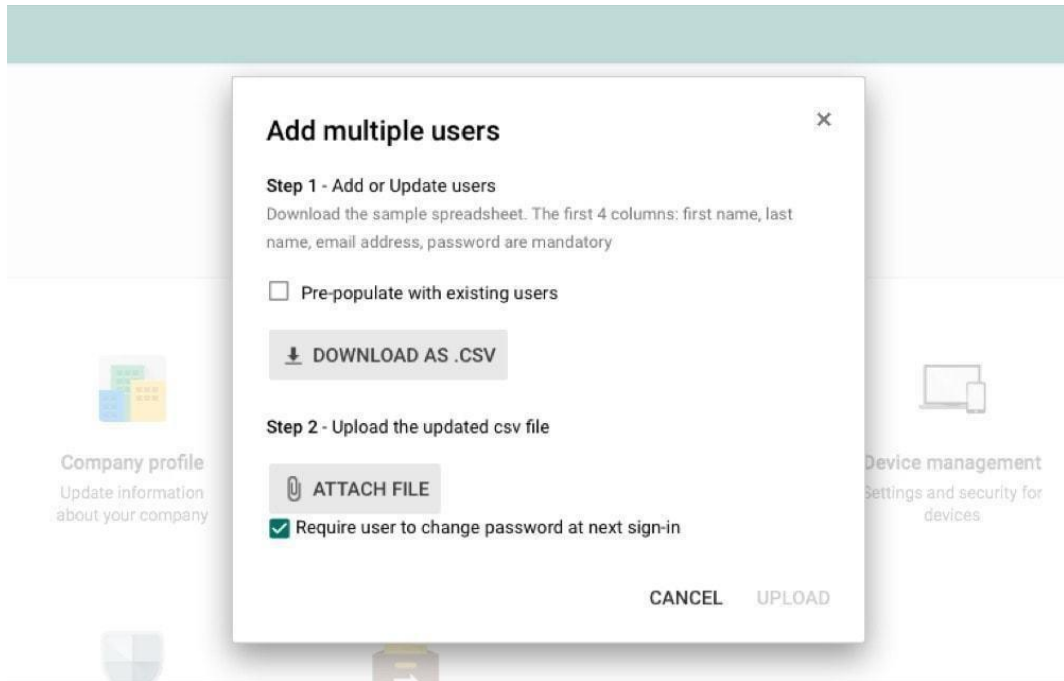 Add multiple users
Step 1 - Add or Update users
Download the sample spreadsheet. The first 4 columns: first name, last
name, email address, password are mandatory
Pre-populate with existing users
DOWNLOAD AS .CSV
Step 2 - Upload the updated csv file
ATTACH FILE
Require user to change password at next sign-in
CANCEL UPLOAD
Company profile
Update information
about your company
Device management
Settings and security for
devices